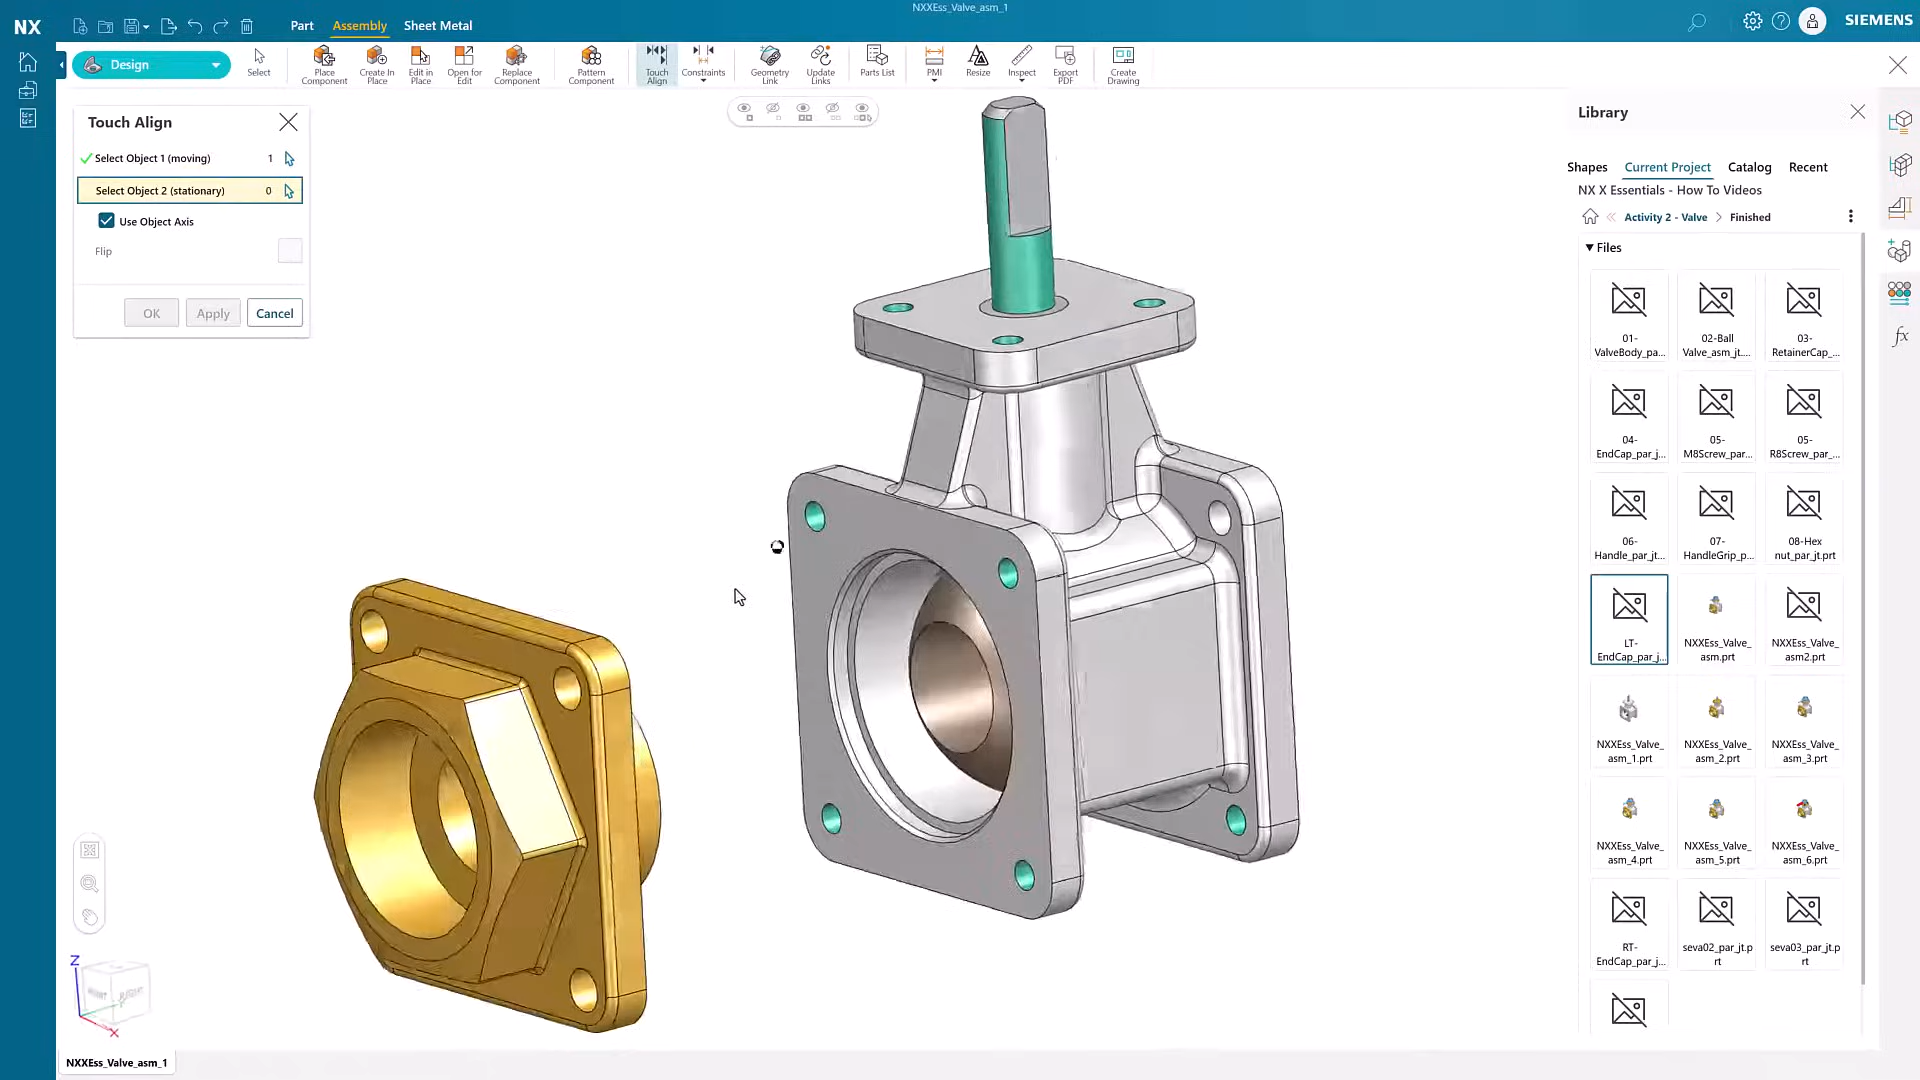 NXXEss_Valve_asm_1
NX
Part
Assembly
Sheet Metal
SIEMENS
Design
Select
Place
Component
Create In
Place
Edit in
Place
Open for
Edit
Replace
Component
Pattern
Component
Touch
Align
Constraints
Geometry
Link
Update
Links
Parts List
PMI
Resize
Inspect
Export
PDF
Create
Drawing
Touch Align
Select Object 1 (moving) 1
Select Object 2 (stationary) 0
Use Object Axis
Flip
OK
Apply
Cancel
Library
Shapes
Current Project
Catalog
Recent
NX X Essentials - How To Videos
Activity 2 - Valve > Finished
Files
01-
ValveBody_pa...
02-Ball
Valve_asm_jt....
03-
RetainerCap_...
04-
EndCap_par_j...
05-
M8Screw_par...
05-
R8Screw_par_...
06-
Handle_par_jt...
07-
HandleGrip_p...
08-Hex
nut_par_jt.prt
LT-
EndCap_par_j...
NXXEss_Valve_
asm.prt
NXXEss_Valve_
asm2.prt
NXXEss_Valve_
asm_1.prt
NXXEss_Valve_
asm_2.prt
NXXEss_Valve_
asm_3.prt
NXXEss_Valve_
asm_4.prt
NXXEss_Valve_
asm_5.prt
NXXEss_Valve_
asm_6.prt
RT-
EndCap_par_j...
seva02_par_jt.p
rt
seva03_par_jt.p
rt
fx
Z
X
NXXEss_Valve_asm_1